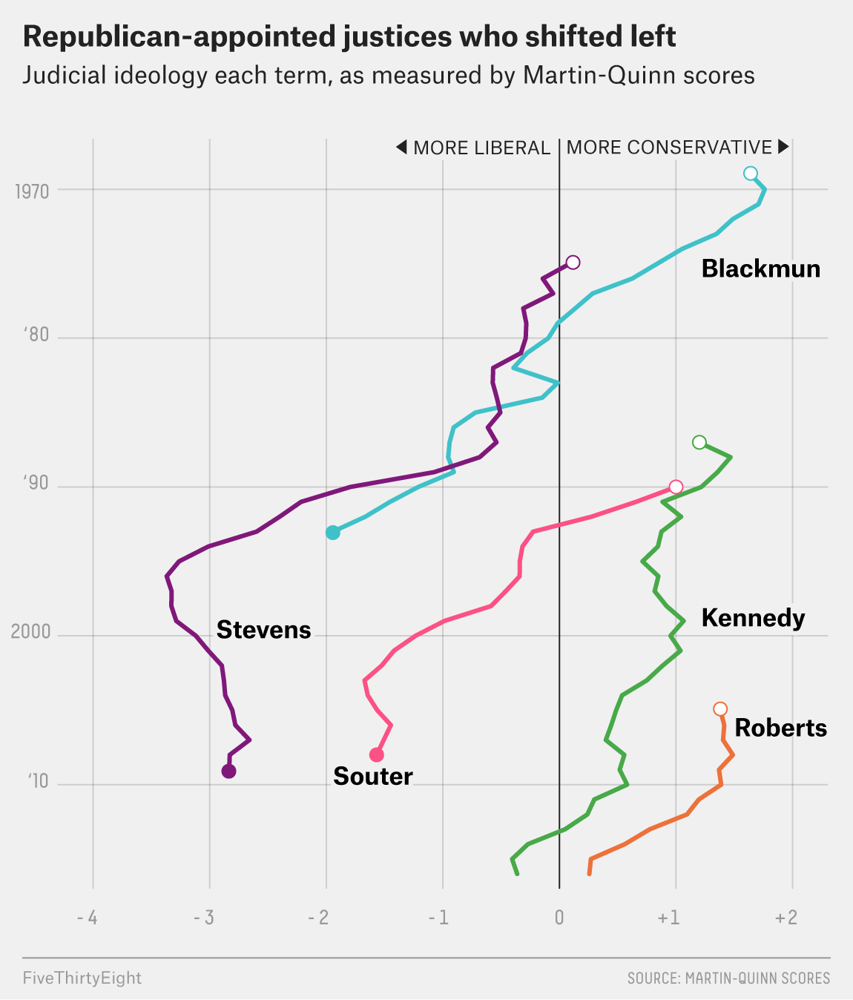 Republican-appointed justices who shifted left
Judicial ideology each term, as measured by Martin-Quinn scores
◀ MORE LIBERAL MORE CONSERVATIVE ▶
1970
Blackmun
‘80
‘90
Kennedy
Stevens
2000
Roberts
Souter
‘10
-4 -3 -2 -1 0 +1 +2
FiveThirtyEight SOURCE: MARTIN-QUINN SCORES